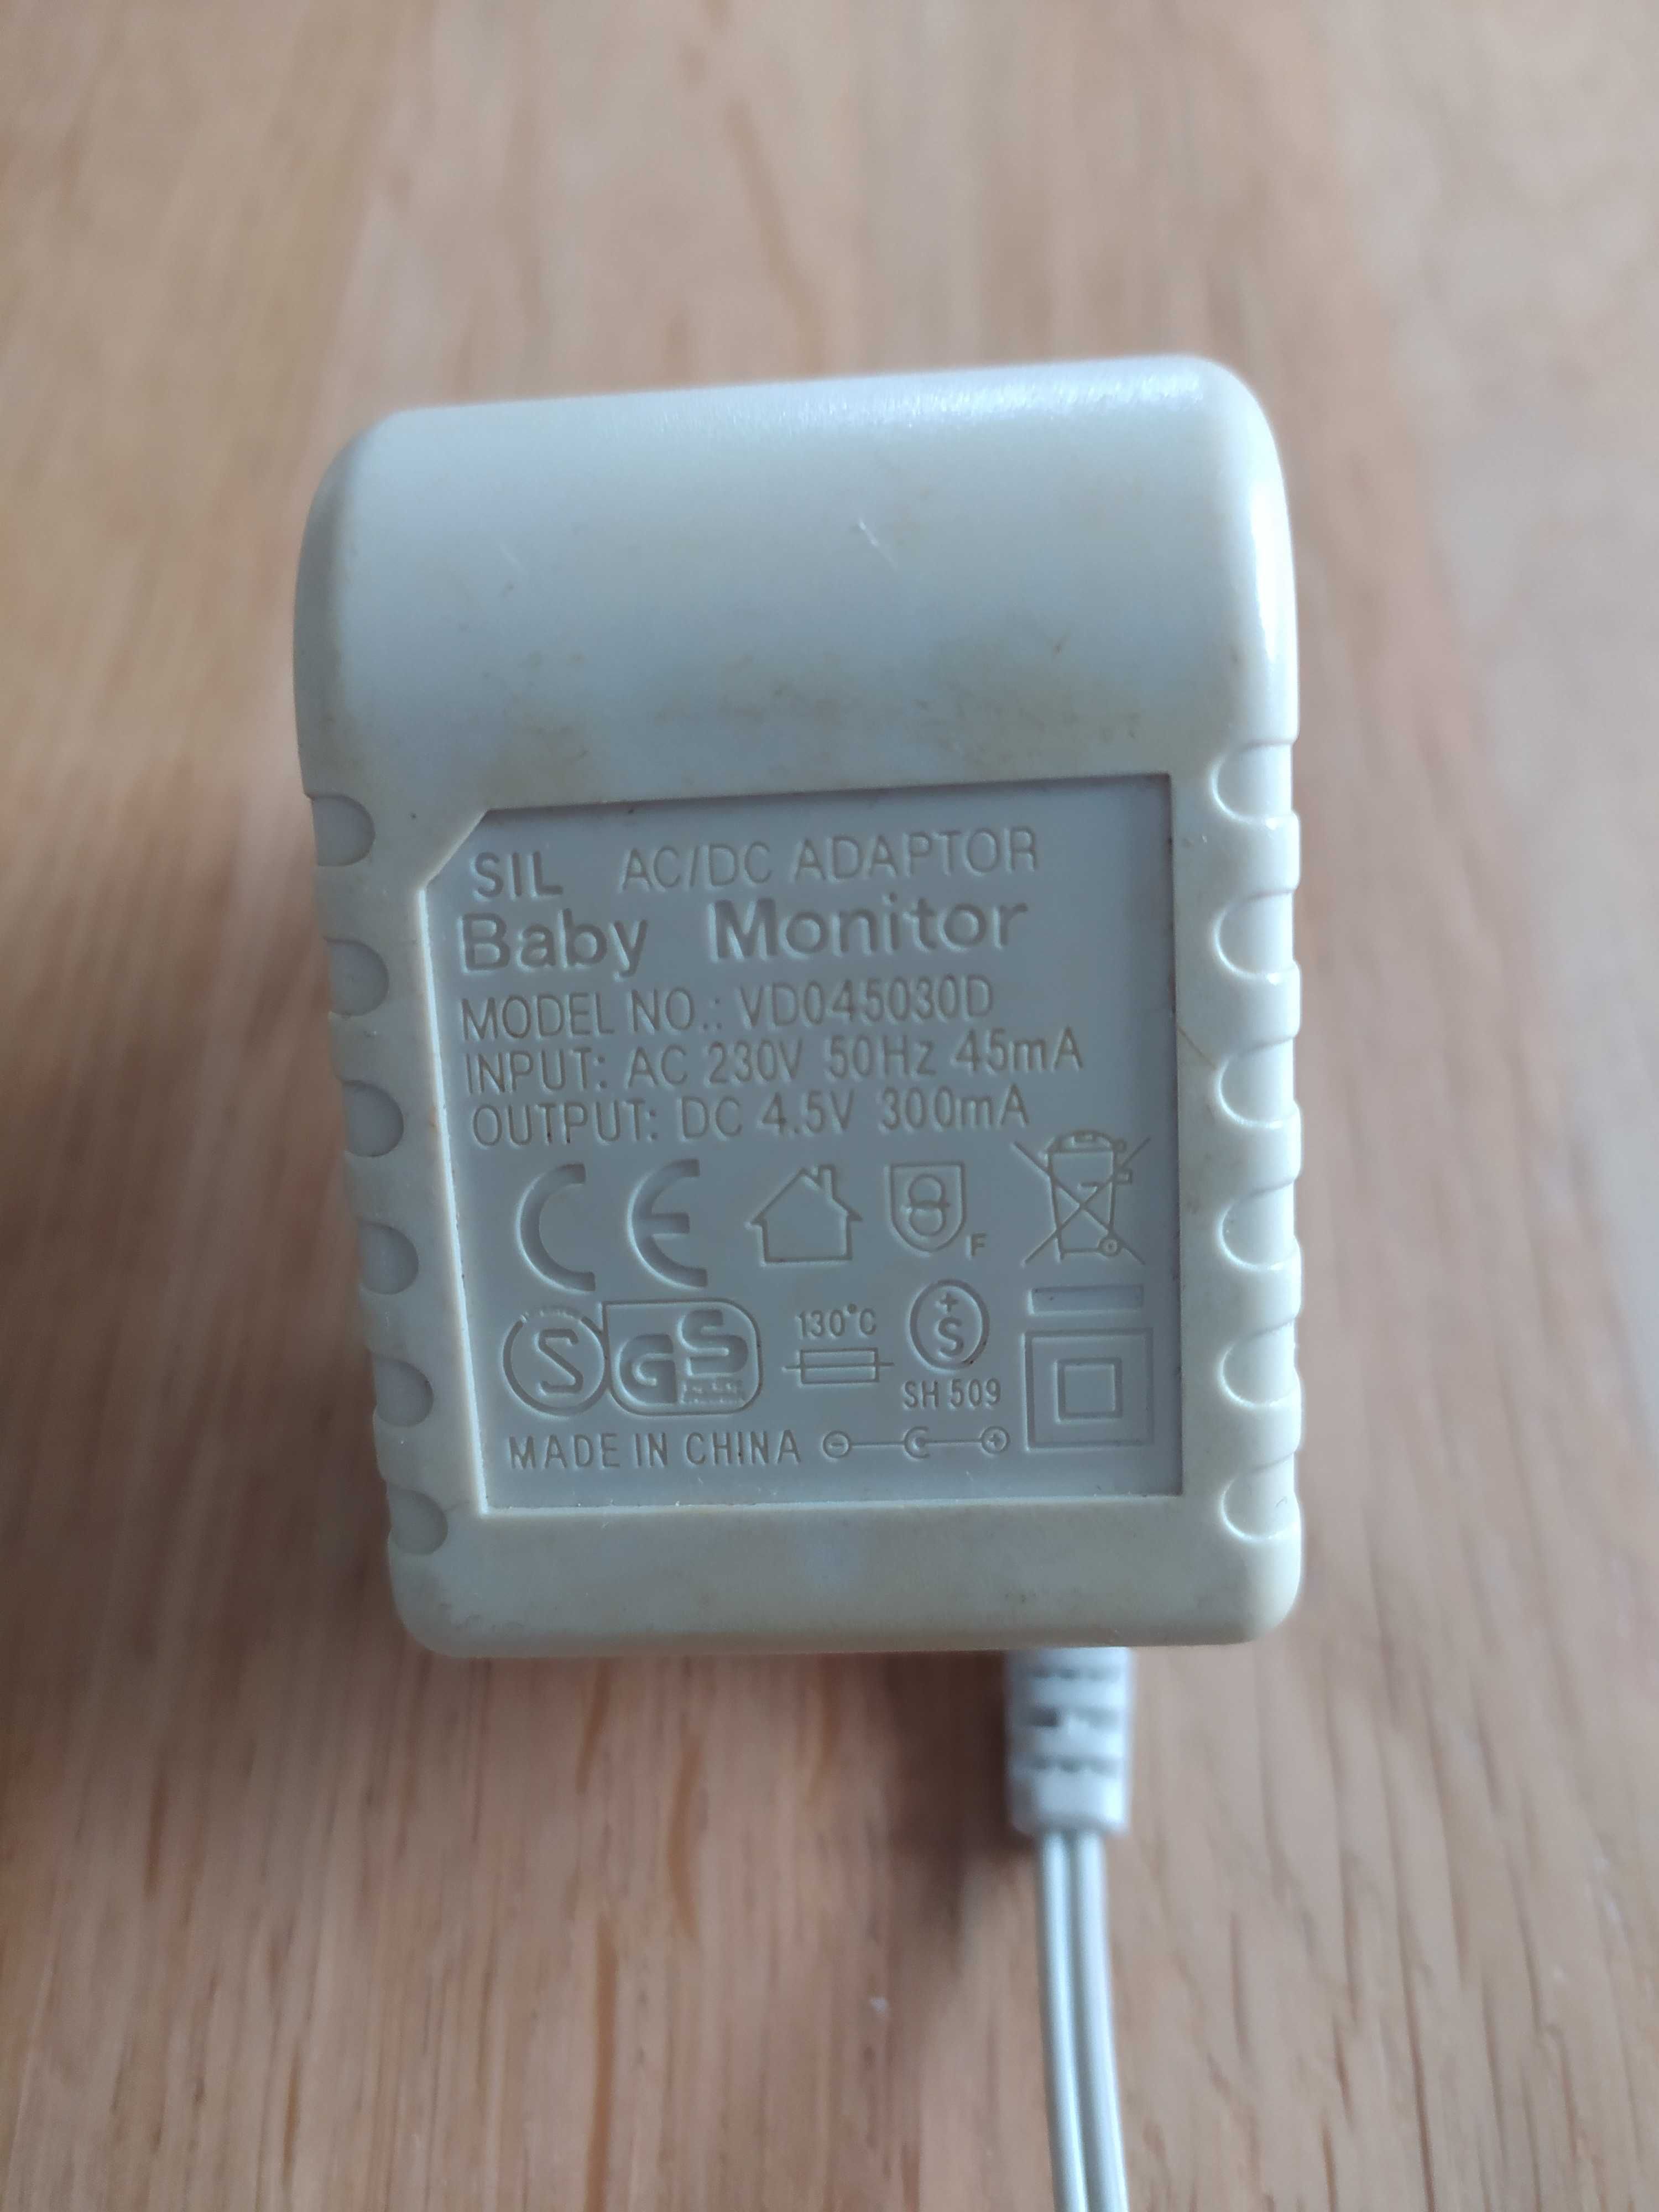 SIL AC/DC ADAPTOR
Baby Monitor
MODEL NO.: VD045030D
INPUT: AC 230V 50Hz 45mA
OUTPUT: DC 4.5V 300mA
CE
F
S GS 130°C +S
SH 509
MADE IN CHINA - +